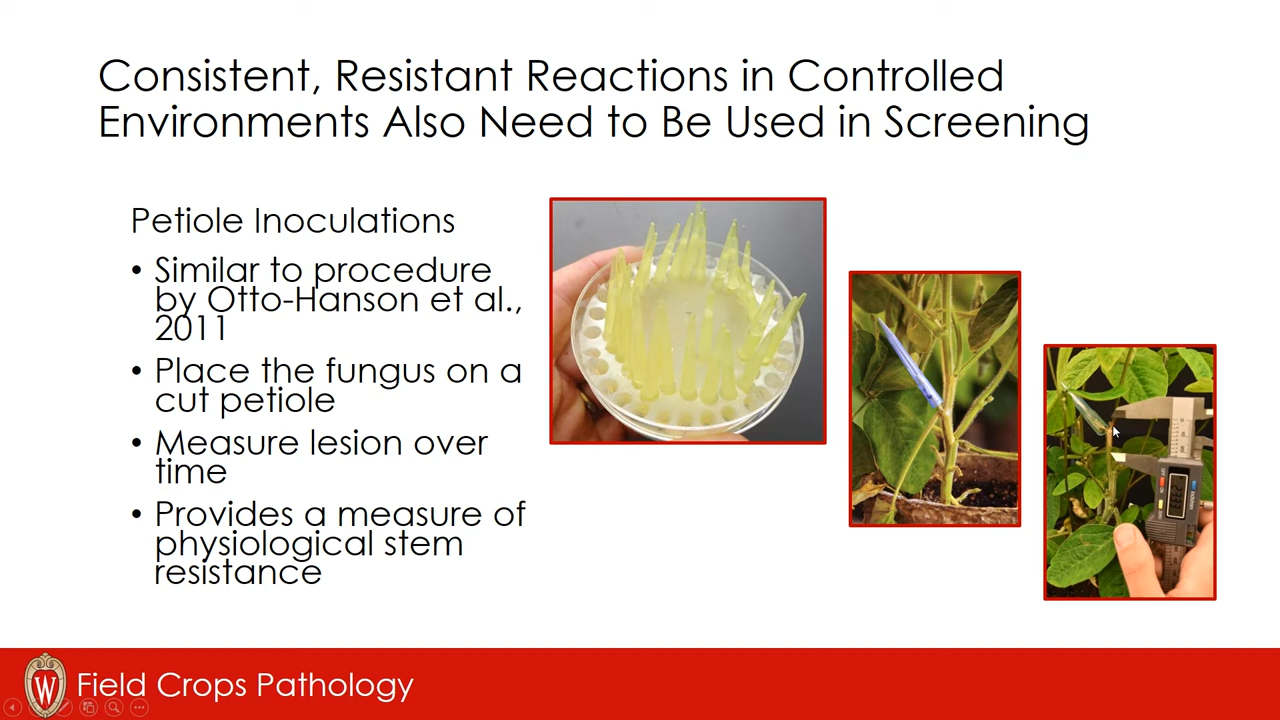 Consistent, Resistant Reactions in Controlled
Environments Also Need to Be Used in Screening
Petiole Inoculations
• Similar to procedure
by Otto-Hanson et al.,
2011
• Place the fungus on a
cut petiole
• Measure lesion over
time
• Provides a measure of
physiological stem
resistance
W
Field Crops Pathology